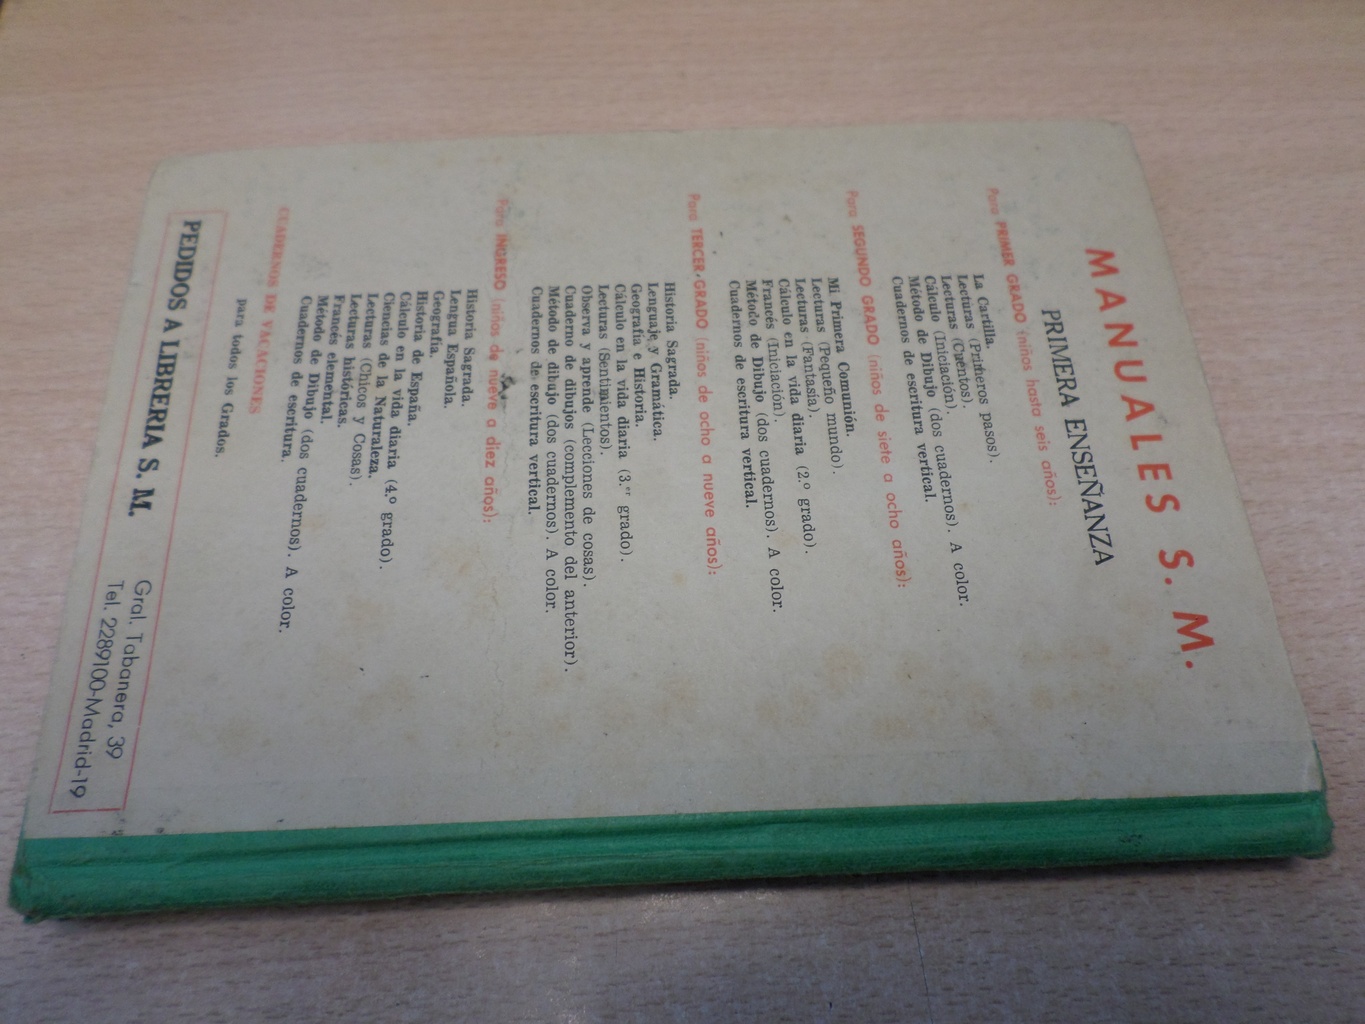 MANUALES S. M.
PRIMERA ENSEÑANZA
Para PRIMER GRADO (niños hasta seis años):
La Cartilla.
Lecturas (Primeros pasos).
Lecturas (Cuentos).
Cálculo (Iniciación).
Método de Dibujo (dos cuadernos). A color.
Cuadernos de escritura vertical.
Para SEGUNDO GRADO (niños de siete a ocho años):
Mi Primera Comunión.
Lecturas (Pequeño mundo).
Lecturas (Fantasía).
Cálculo en la vida diaria (2.º grado).
Francés (Iniciación).
Método de Dibujo (dos cuadernos). A color.
Cuadernos de escritura vertical.
Para TERCER GRADO (niños de ocho a nueve años):
Historia Sagrada.
Lenguaje y Gramática.
Geografía e Historia.
Cálculo en la vida diaria (3.er grado).
Lecturas (Sentimientos).
Observa y aprende (Lecciones de cosas).
Cuaderno de dibujos (complemento del anterior).
Método de dibujo (dos cuadernos). A color.
Cuadernos de escritura vertical.
Para INGRESO (niños de nueve a diez años):
Historia Sagrada.
Lengua Española.
Geografía.
Historia de España.
Cálculo en la vida diaria (4.º grado).
Ciencias de la Naturaleza.
Lecturas (Chicos y Cosas).
Lecturas históricas.
Francés elemental.
Método de Dibujo (dos cuadernos). A color.
Cuadernos de escritura.
CUADERNOS DE VACACIONES
para todos los Grados.
PEDIDOS A LIBRERIA S. M.
Gral. Tabanera, 39
Tel. 2289100-Madrid-19